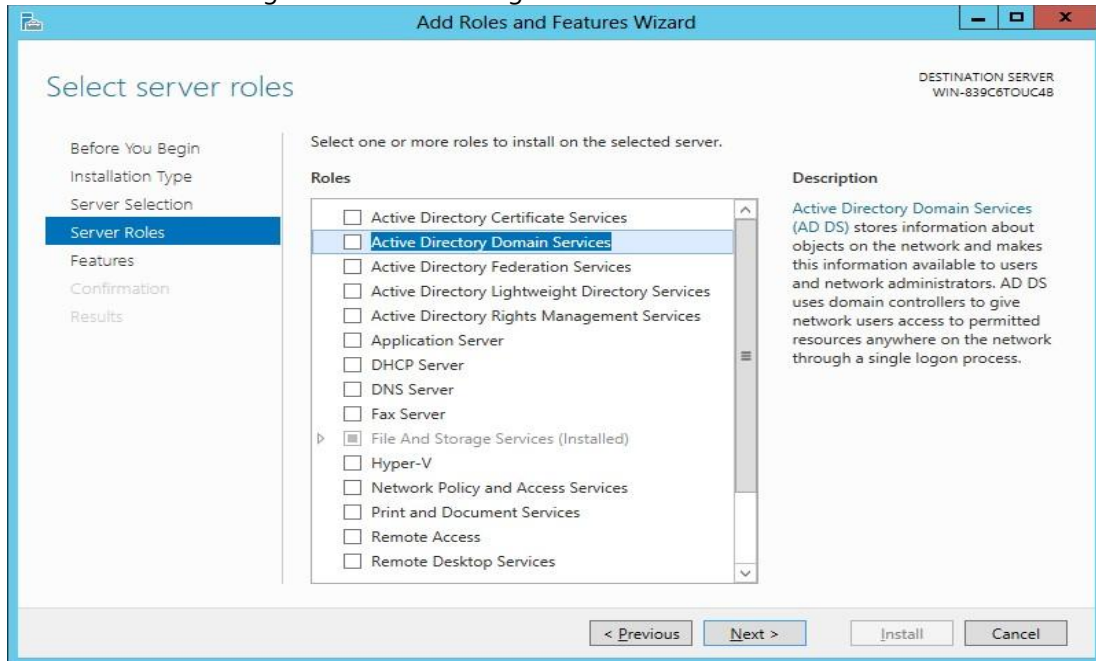 Add Roles and Features Wizard
Select server roles
DESTINATION SERVER
WIN-839C6TOUC4B
Before You Begin
Installation Type
Server Selection
Server Roles
Features
Confirmation
Results
Select one or more roles to install on the selected server.
Roles
Active Directory Certificate Services
Active Directory Domain Services
Active Directory Federation Services
Active Directory Lightweight Directory Services
Active Directory Rights Management Services
Application Server
DHCP Server
DNS Server
Fax Server
File And Storage Services (Installed)
Hyper-V
Network Policy and Access Services
Print and Document Services
Remote Access
Remote Desktop Services
Description
Active Directory Domain Services
(AD DS) stores information about
objects on the network and makes
this information available to users
and network administrators. AD DS
uses domain controllers to give
network users access to permitted
resources anywhere on the network
through a single logon process.
< Previous
Next >
Install
Cancel